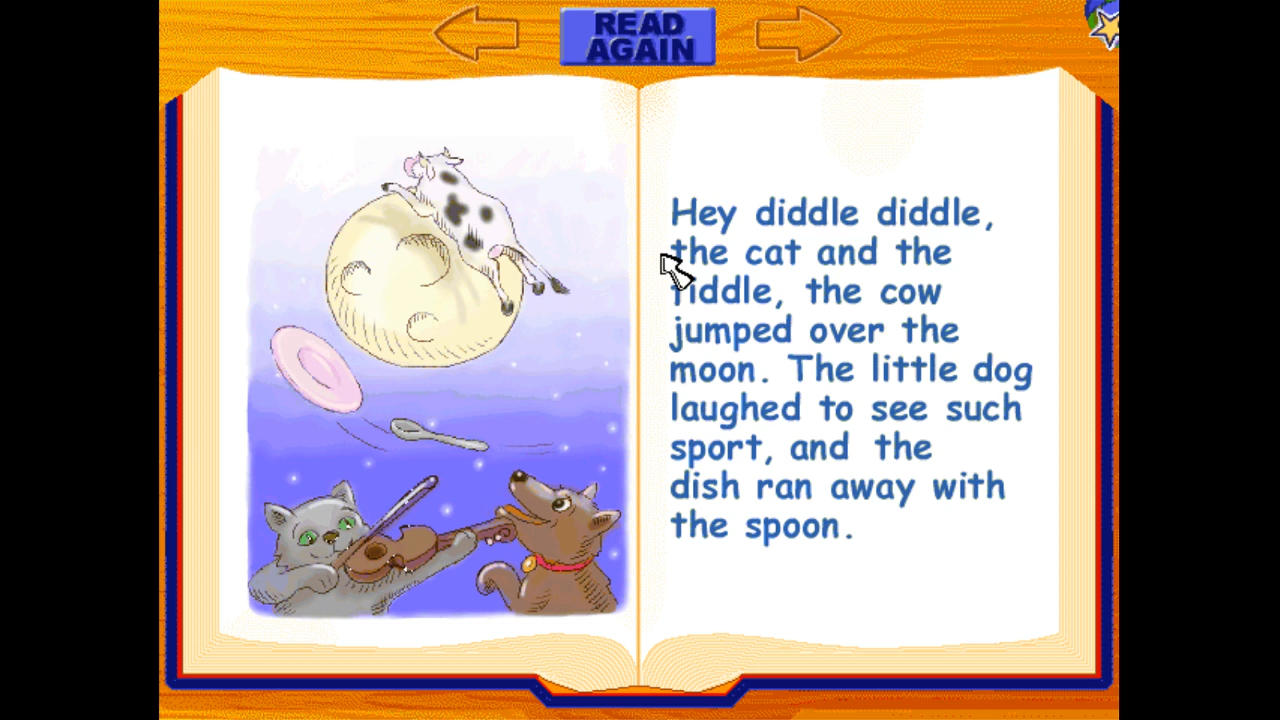 READ
AGAIN
Hey diddle diddle,
the cat and the
fiddle, the cow
jumped over the
moon. The little dog
laughed to see such
sport, and the
dish ran away with
the spoon.